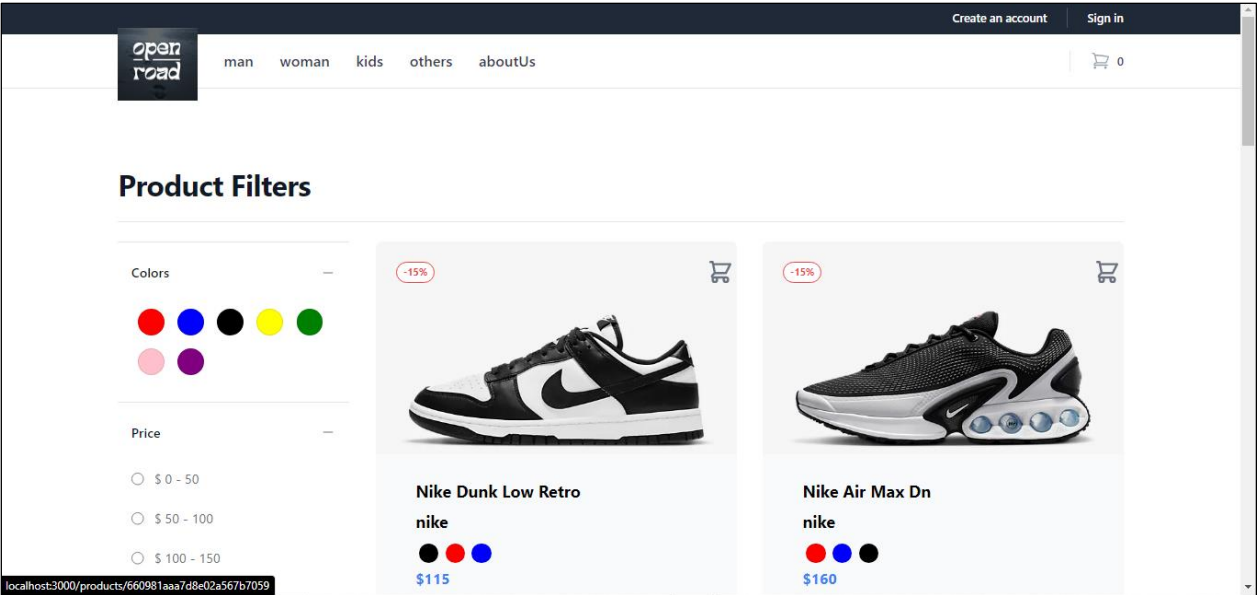 Create an account
Sign in
open
road
man woman kids others aboutUs
0
Product Filters
Colors
Price
$ 0 - 50
$ 50 - 100
$ 100 - 150
-15%
Nike Dunk Low Retro
nike
$115
-15%
Nike Air Max Dn
nike
$160
localhost:3000/products/660981aaa7d8e02a567b7059